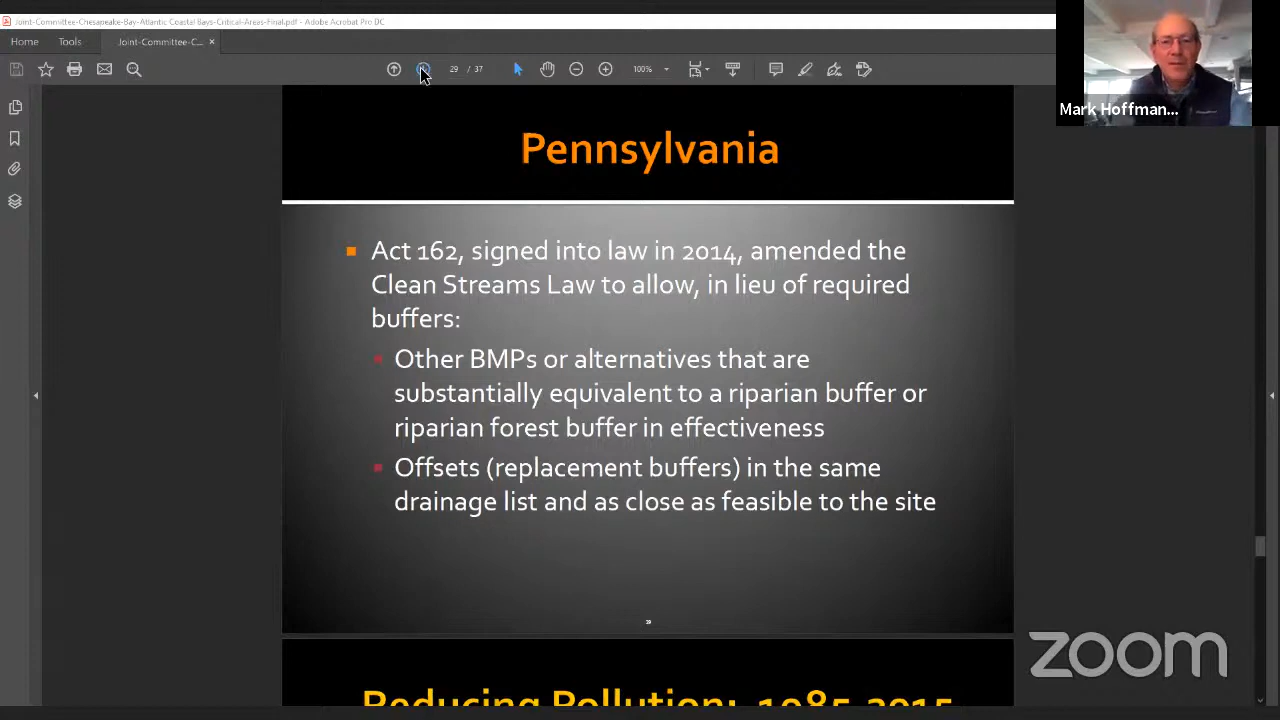 Joint-Committee-Chesapeake-Bay-Atlantic Coastal Bays-Critical-Areas-Final.pdf - Adobe Acrobat Pro DC
Home Tools Joint-Committee-C... ×
29 / 37 100%
Mark Hoffman...
Pennsylvania
Act 162, signed into law in 2014, amended the
Clean Streams Law to allow, in lieu of required
buffers:
Other BMPs or alternatives that are
substantially equivalent to a riparian buffer or
riparian forest buffer in effectiveness
Offsets (replacement buffers) in the same
drainage list and as close as feasible to the site
29
zoom
Reducing Pollution: 1985-2015